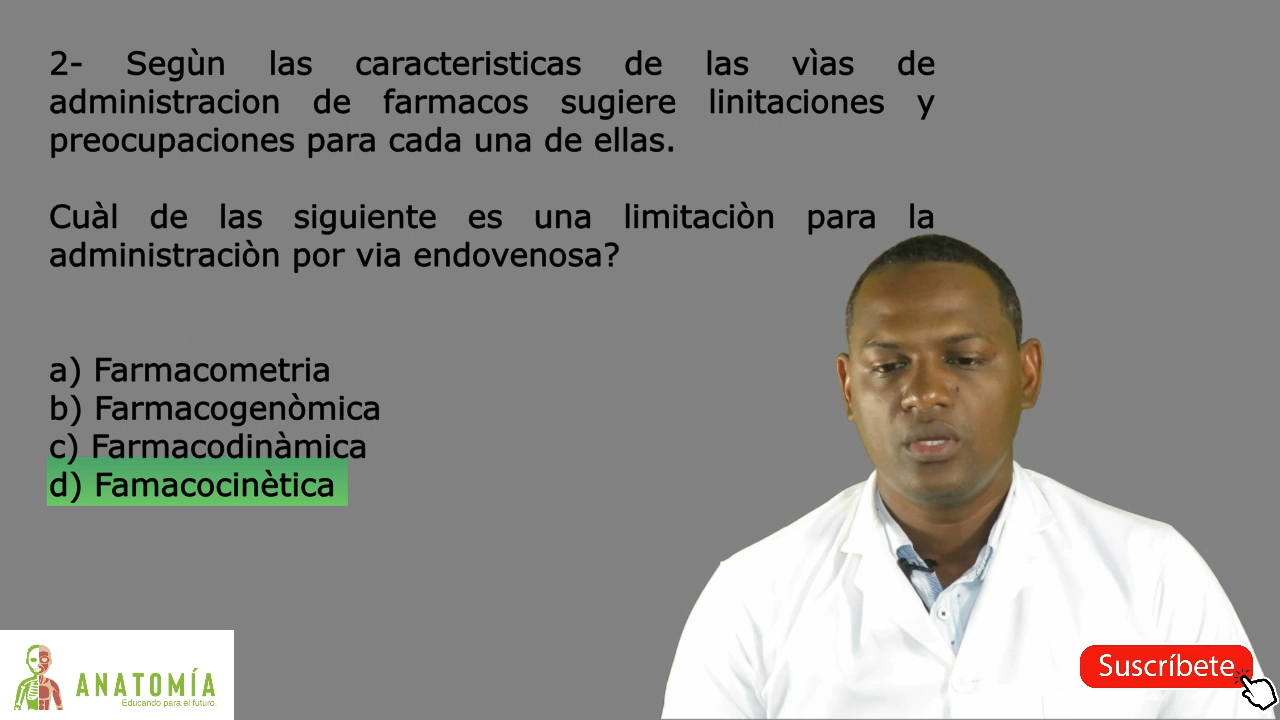 2- Segùn las caracteristicas de las vìas de
administracion de farmacos sugiere linitaciones y
preocupaciones para cada una de ellas.
Cuàl de las siguiente es una limitaciòn para la
administraciòn por via endovenosa?
a) Farmacometria
b) Farmacogenòmica
c) Farmacodinàmica
d) Famacocinètica
ANATOMÍA
Educando para el futuro.
Suscríbete